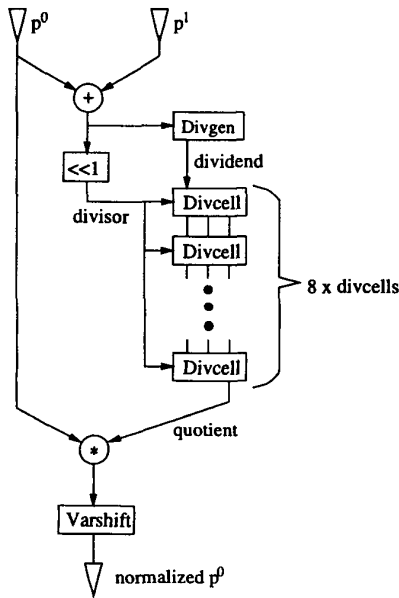 p⁰ p¹
+
Divgen
<<1
dividend
Divcell
divisor
Divcell
8 x divcells
Divcell
quotient
*
Varshift
normalized p⁰